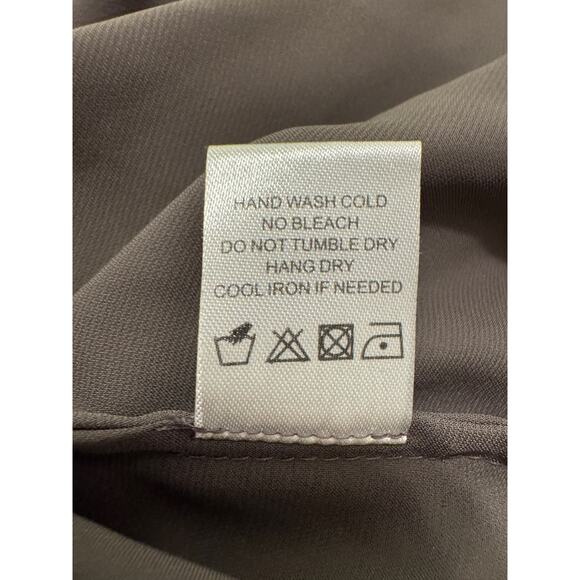 HAND WASH COLD
NO BLEACH
DO NOT TUMBLE DRY
HANG DRY
COOL IRON IF NEEDED